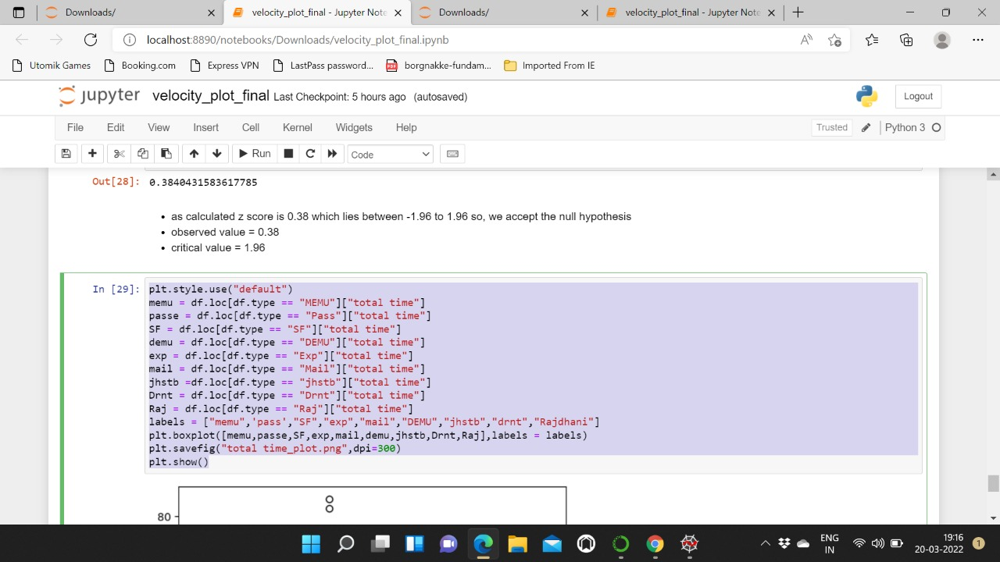 Downloads/
velocity_plot_final - Jupyter Note
Downloads/
velocity_plot_final - Jupyter Note
localhost:8890/notebooks/Downloads/velocity_plot_final.ipynb
Utomik Games
Booking.com
Express VPN
LastPass password...
PDF
borgnakke-fundam...
Imported From IE
jupyter
velocity_plot_final Last Checkpoint: 5 hours ago (autosaved)
Logout
File Edit View Insert Cell Kernel Widgets Help
Trusted
Python 3
Run
Code
Out[28]: 0.3840431583617785
• as calculated z score is 0.38 which lies between -1.96 to 1.96 so, we accept the null hypothesis
• observed value = 0.38
• critical value = 1.96
In [29]: plt.style.use("default")
memu = df.loc[df.type == "MEMU"]["total time"]
passe = df.loc[df.type == "Pass"]["total time"]
SF = df.loc[df.type == "SF"]["total time"]
demu = df.loc[df.type == "DEMU"]["total time"]
exp = df.loc[df.type == "Exp"]["total time"]
mail = df.loc[df.type == "Mail"]["total time"]
jhstb =df.loc[df.type == "jhstb"]["total time"]
Drnt = df.loc[df.type == "Drnt"]["total time"]
Raj = df.loc[df.type == "Raj"]["total time"]
labels = ["memu",'pass',"SF","exp","mail","DEMU","jhstb","drnt","Rajdhani"]
plt.boxplot([memu,passe,SF,exp,mail,demu,jhstb,Drnt,Raj],labels = labels)
plt.savefig("total time_plot.png",dpi=300)
plt.show()
80
ENG
IN
19:16
20-03-2022
1